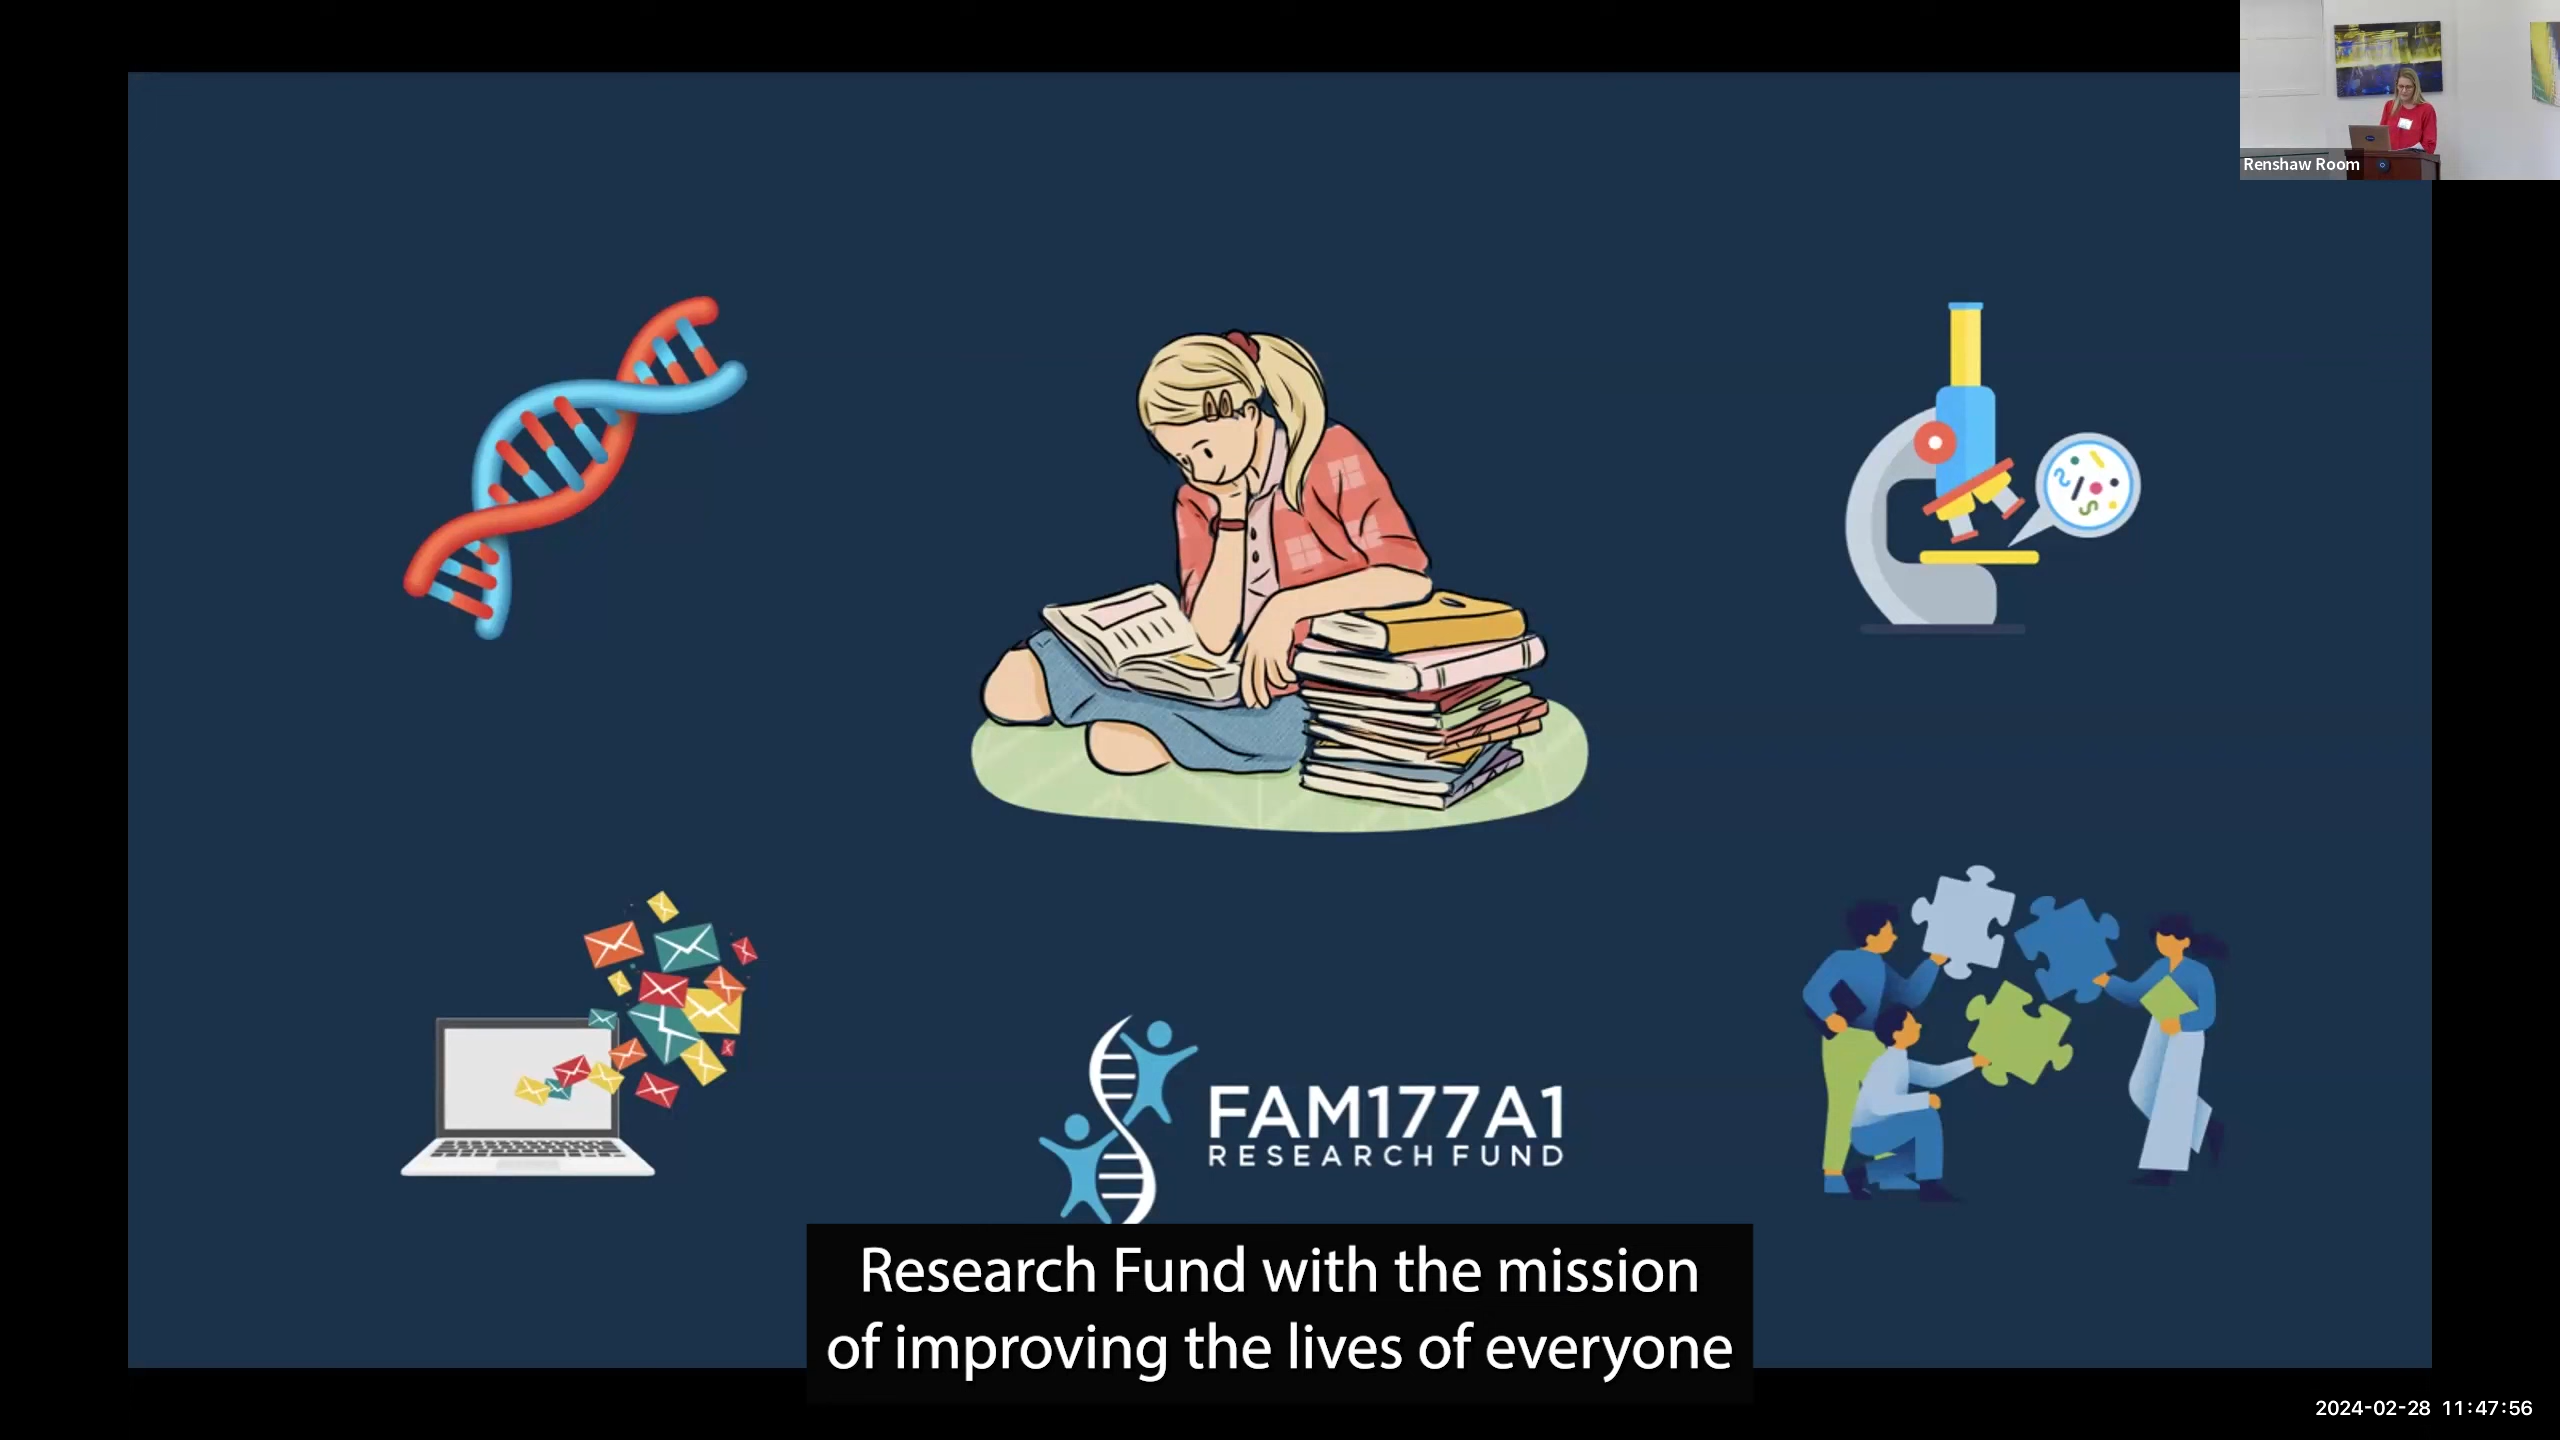 Renshaw Room
FAM177A1
RESEARCH FUND
Research Fund with the mission
of improving the lives of everyone
2024-02-28 11:47:56